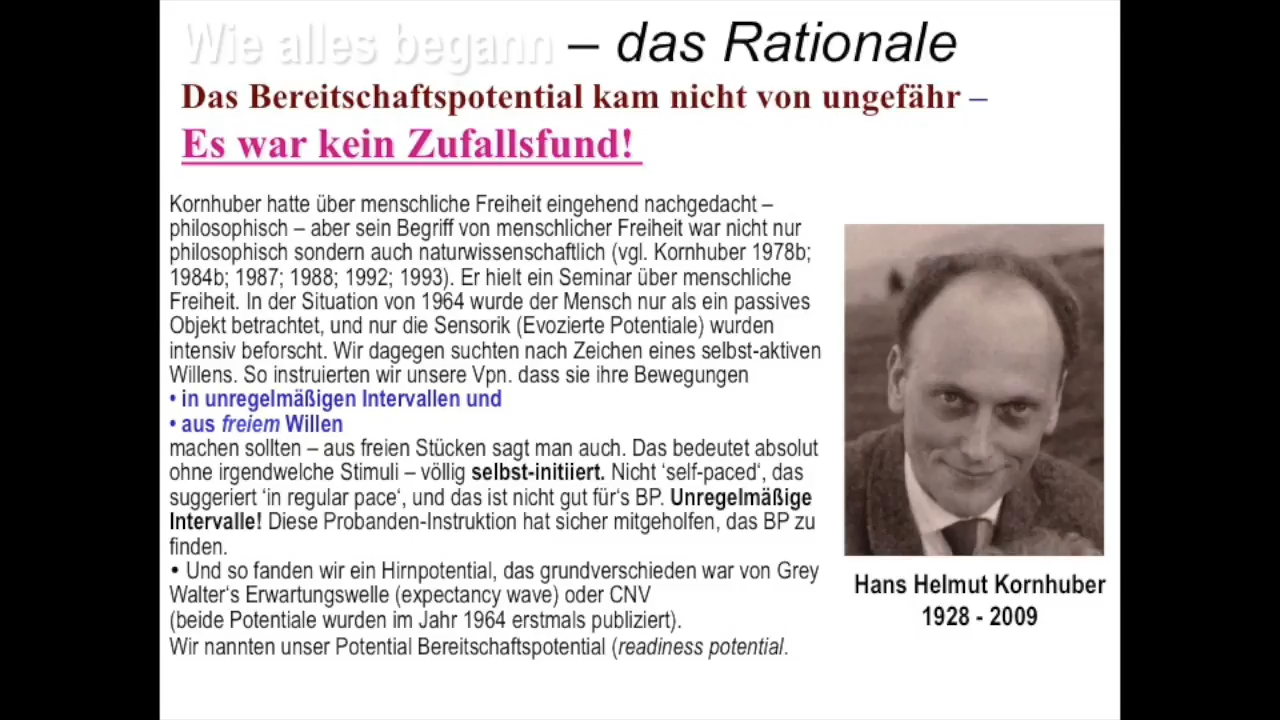 Wie alles begann – das Rationale
Das Bereitschaftspotential kam nicht von ungefähr –
Es war kein Zufallsfund!
Kornhuber hatte über menschliche Freiheit eingehend nachgedacht –
philosophisch – aber sein Begriff von menschlicher Freiheit war nicht nur
philosophisch sondern auch naturwissenschaftlich (vgl. Kornhuber 1978b;
1984b; 1987; 1988; 1992; 1993). Er hielt ein Seminar über menschliche
Freiheit. In der Situation von 1964 wurde der Mensch nur als ein passives
Objekt betrachtet, und nur die Sensorik (Evozierte Potentiale) wurden
intensiv beforscht. Wir dagegen suchten nach Zeichen eines selbst-aktiven
Willens. So instruierten wir unsere Vpn. dass sie ihre Bewegungen
• in unregelmäßigen Intervallen und
• aus freiem Willen
machen sollten – aus freien Stücken sagt man auch. Das bedeutet absolut
ohne irgendwelche Stimuli – völlig selbst-initiiert. Nicht ‘self-paced‘, das
suggeriert ‘in regular pace‘, und das ist nicht gut für‘s BP. Unregelmäßige
Intervalle! Diese Probanden-Instruktion hat sicher mitgeholfen, das BP zu
finden.
• Und so fanden wir ein Hirnpotential, das grundverschieden war von Grey
Walter‘s Erwartungswelle (expectancy wave) oder CNV
(beide Potentiale wurden im Jahr 1964 erstmals publiziert).
Wir nannten unser Potential Bereitschaftspotential (readiness potential.
Hans Helmut Kornhuber
1928 - 2009